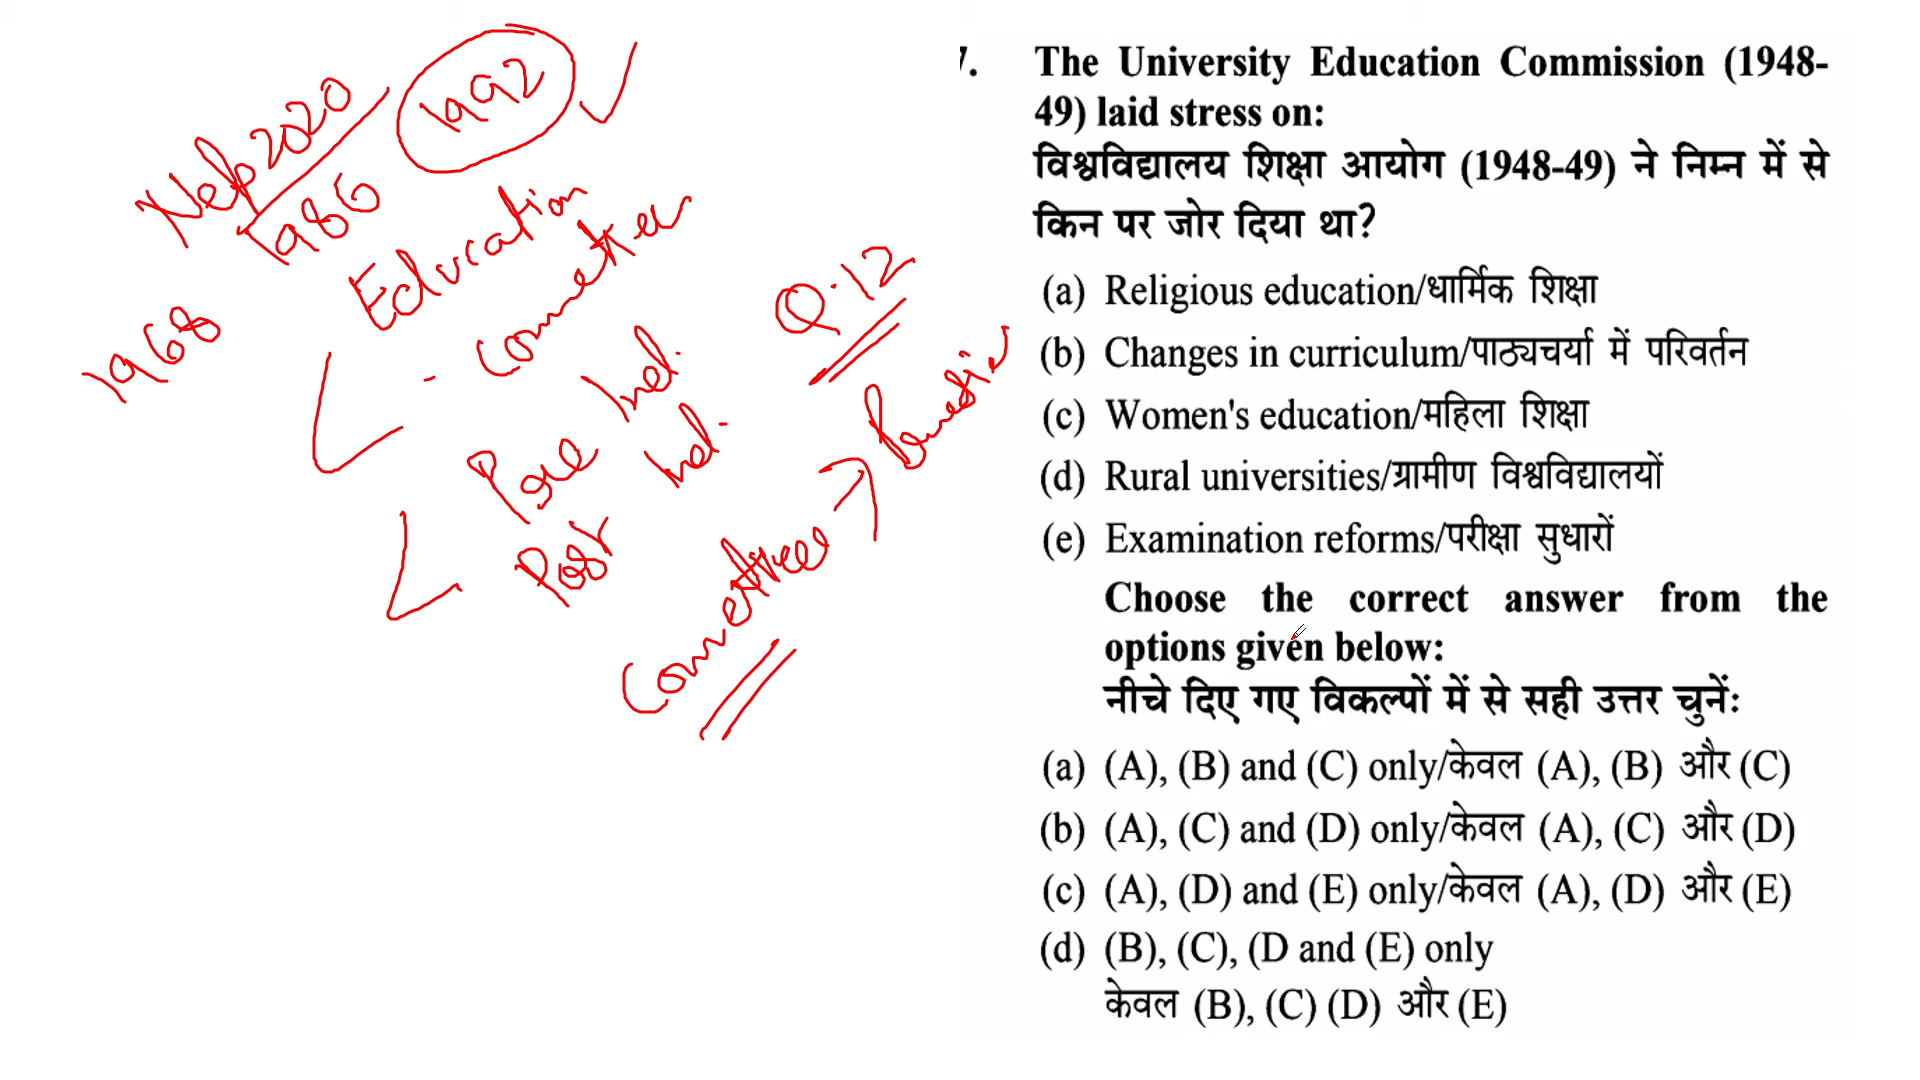 Nep 2020
1992
1986
1968
Education
Q.12
Pre Ind.
Post Ind.
7. The University Education Commission (1948-
49) laid stress on:
विश्वविद्यालय शिक्षा आयोग (1948-49) ने निम्न में से
किन पर जोर दिया था?
(a) Religious education/धार्मिक शिक्षा
(b) Changes in curriculum/पाठ्यचर्या में परिवर्तन
(c) Women's education/महिला शिक्षा
(d) Rural universities/ग्रामीण विश्वविद्यालयों
(e) Examination reforms/परीक्षा सुधारों
Choose the correct answer from the
options given below:
नीचे दिए गए विकल्पों में से सही उत्तर चुनें:
(a) (A), (B) and (C) only/केवल (A), (B) और (C)
(b) (A), (C) and (D) only/केवल (A), (C) और (D)
(c) (A), (D) and (E) only/केवल (A), (D) और (E)
(d) (B), (C), (D and (E) only
केवल (B), (C) (D) और (E)